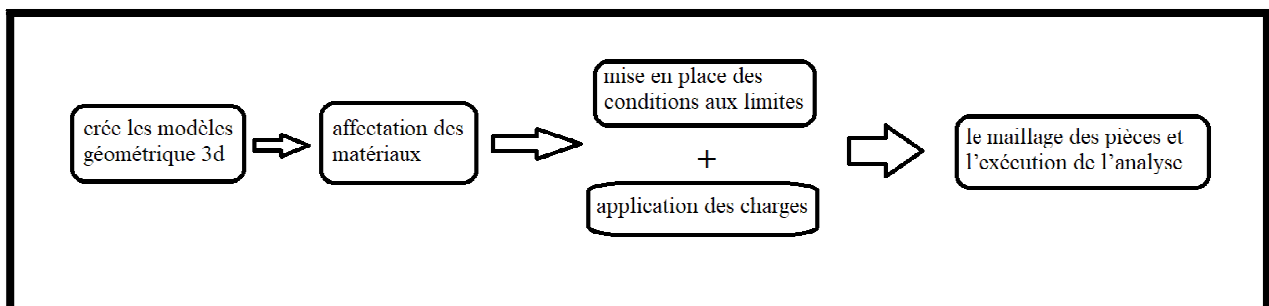 crée les modèles
géométrique 3d
affectation des
matériaux
mise en place des
conditions aux limites
+
application des charges
le maillage des pièces et
l’exécution de l’analyse